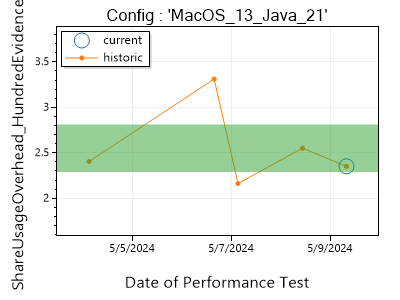 Config : 'MacOS_13_Java_21'
current
historic
ShareUsageOverhead_HundredEvidence
3.5
3
2.5
2
5/5/2024
5/7/2024
5/9/2024
Date of Performance Test